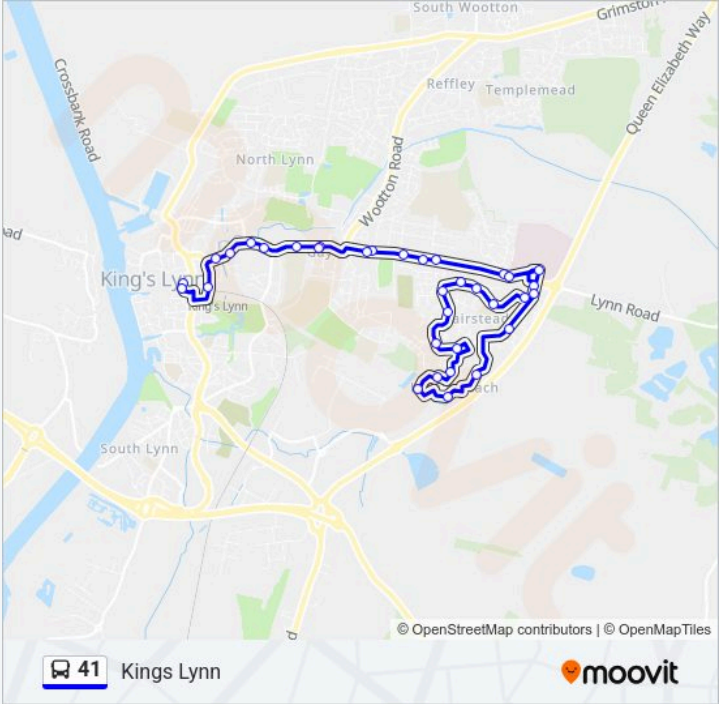 South Wootton
Grimston
Crossbank Road
Queen Elizabeth Way
Reffley
Templemead
North Lynn
Wootton Road
King's Lynn
King's Lynn
Lynn Road
South Lynn
© OpenStreetMap contributors | © OpenMapTiles
41 Kings Lynn
moovit